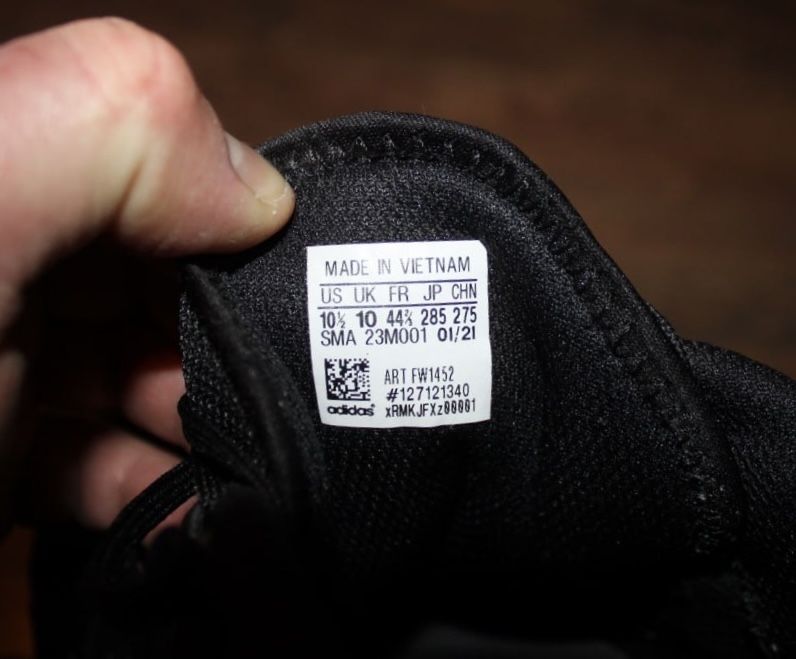 MADE IN VIETNAM
US UK FR JP CHN
10½ 10 44⅔ 285 275
SMA 23M001 01/21
ART FW1452
#127121340
adidas xRMKJFXz00001